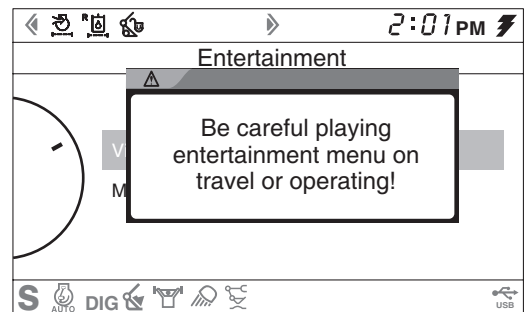 2:01 PM
Entertainment
Be careful playing
entertainment menu on
travel or operating!
V
M
S AUTO DIG USB